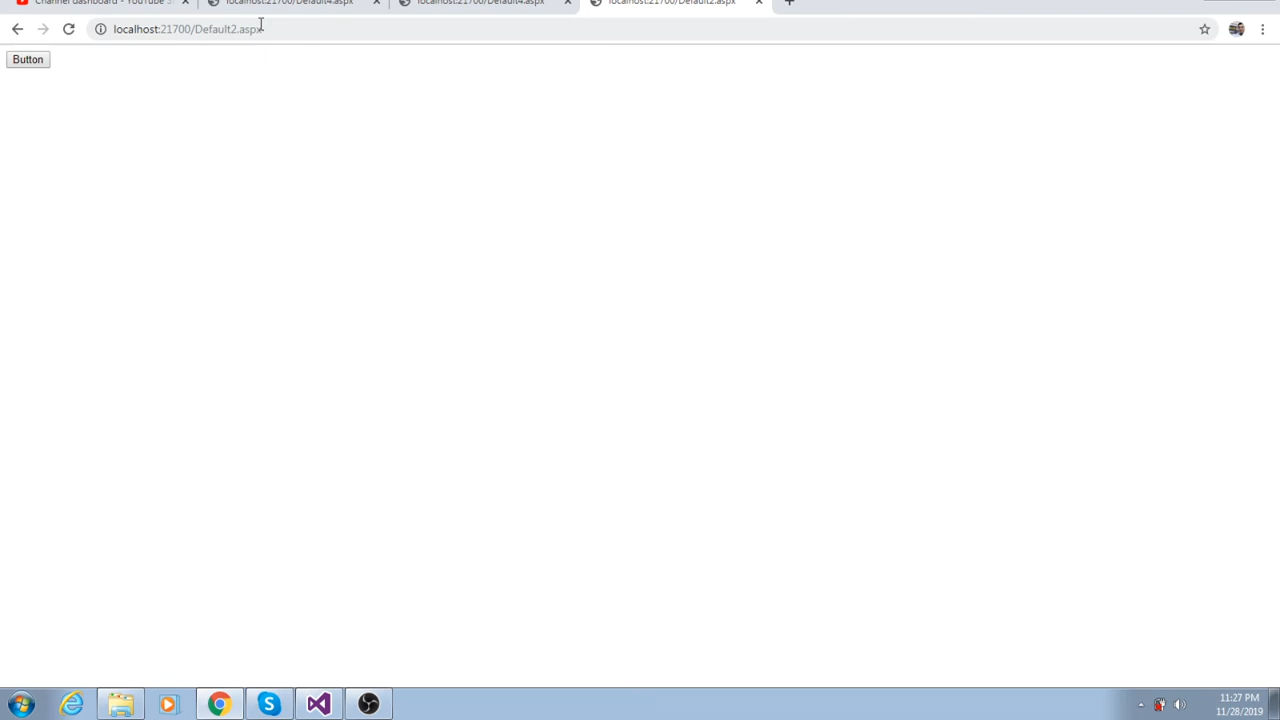 Channel dashboard - YouTube S
localhost:21700/Default4.aspx
localhost:21700/Default4.aspx
localhost:21700/Default2.aspx
localhost:21700/Default2.aspx
Button
11:27 PM
11/28/2019